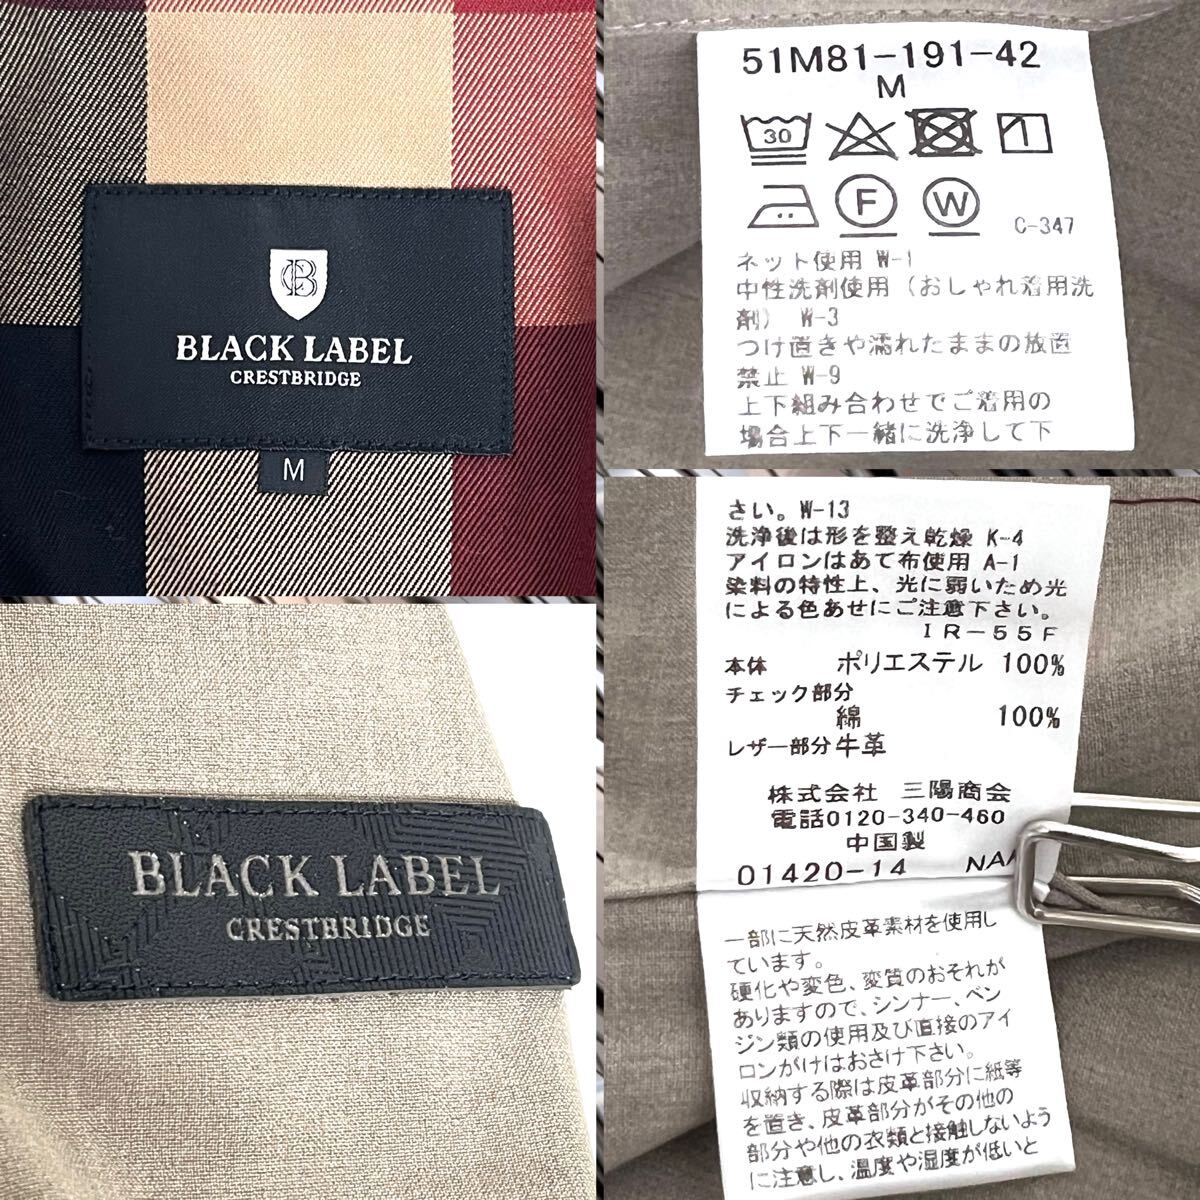 CB
BLACK LABEL
CRESTBRIDGE
M
51M81-191-42
M
30
1
F
W
C-347
ネット使用 W-1
中性洗剤使用（おしゃれ着用洗
剤） W-3
つけ置きや濡れたままの放置
禁止 W-9
上下組み合わせでご着用の
場合上下一緒に洗浄して下
BLACK LABEL
CRESTBRIDGE
さい。W-13
洗浄後は形を整え乾燥 K-4
アイロンはあて布使用 A-1
染料の特性上、光に弱いため光
による色あせにご注意下さい。
IR-55F
本体 ポリエステル 100%
チェック部分
綿 100%
レザー部分牛革
株式会社 三陽商会
電話0120-340-460
中国製
01420-14
一部に天然皮革素材を使用し
ています。
硬化や変色、変質のおそれが
ありますので、シンナー、ベン
ジン類の使用及び直接のアイ
ロンがけはおさけ下さい。
収納する際は皮革部分に紙等
を置き、皮革部分がその他の
部分や他の衣類と接触しないよう
に注意し、温度や湿度が低いと